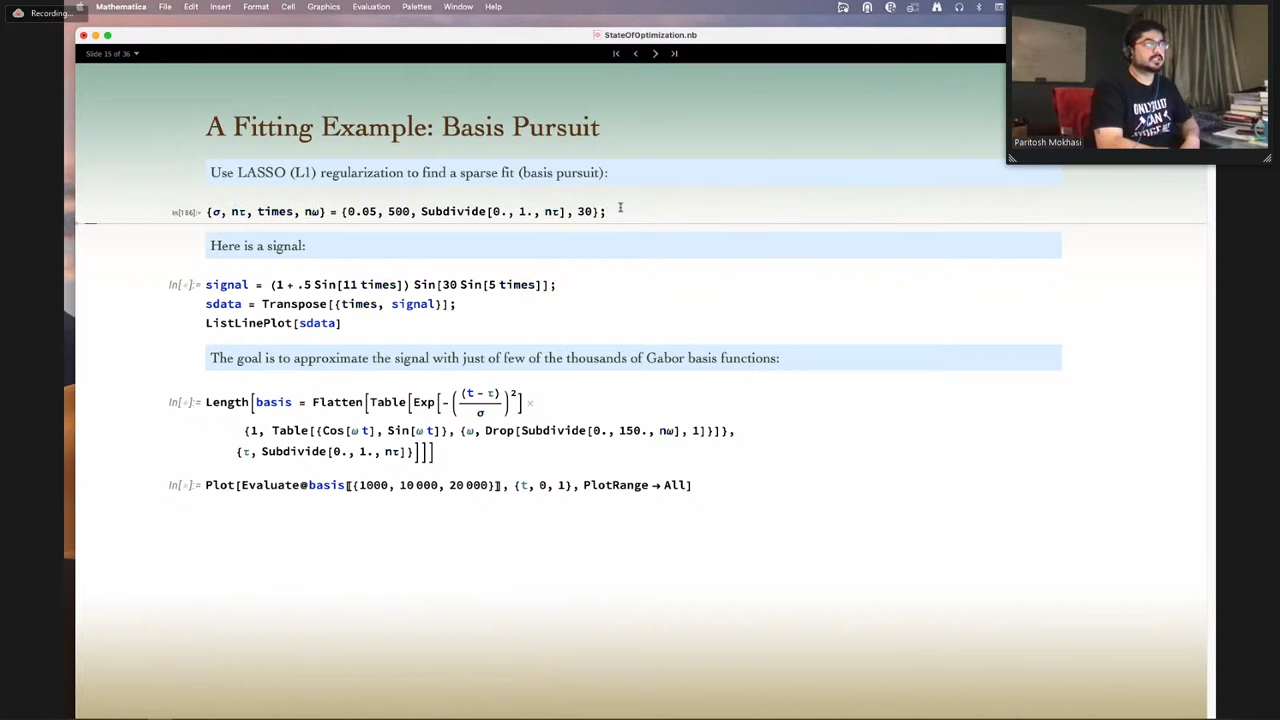 Recording...
Mathematica File Edit Insert Format Cell Graphics Evaluation Palettes Window Help
StateOfOptimization.nb
Slide 15 of 36
A Fitting Example: Basis Pursuit
Use LASSO (L1) regularization to find a sparse fit (basis pursuit):
In[186]:= {σ, nτ, times, nω} = {0.05, 500, Subdivide[0., 1., nτ], 30};
Here is a signal:
In[•]:= signal = (1 + .5 Sin[11 times]) Sin[30 Sin[5 times]];
sdata = Transpose[{times, signal}];
ListLinePlot[sdata]
The goal is to approximate the signal with just of few of the thousands of Gabor basis functions:
In[•]:= Length[basis = Flatten[Table[Exp[-((t - τ)/σ)^2] ×
{1, Table[{Cos[ω t], Sin[ω t]}, {ω, Drop[Subdivide[0., 150., nω], 1]}]},
{τ, Subdivide[0., 1., nτ]}]]]
In[•]:= Plot[Evaluate@basis[[{1000, 10 000, 20 000}]], {t, 0, 1}, PlotRange → All]
Paritosh Mokhasi